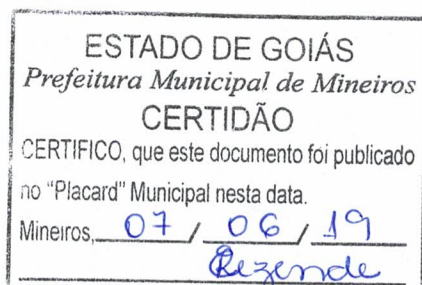 ESTADO DE GOIÁS
Prefeitura Municipal de Mineiros
CERTIDÃO
CERTIFICO, que este documento foi publicado
no "Placard" Municipal nesta data.
Mineiros, 07 / 06 / 19
Rezende